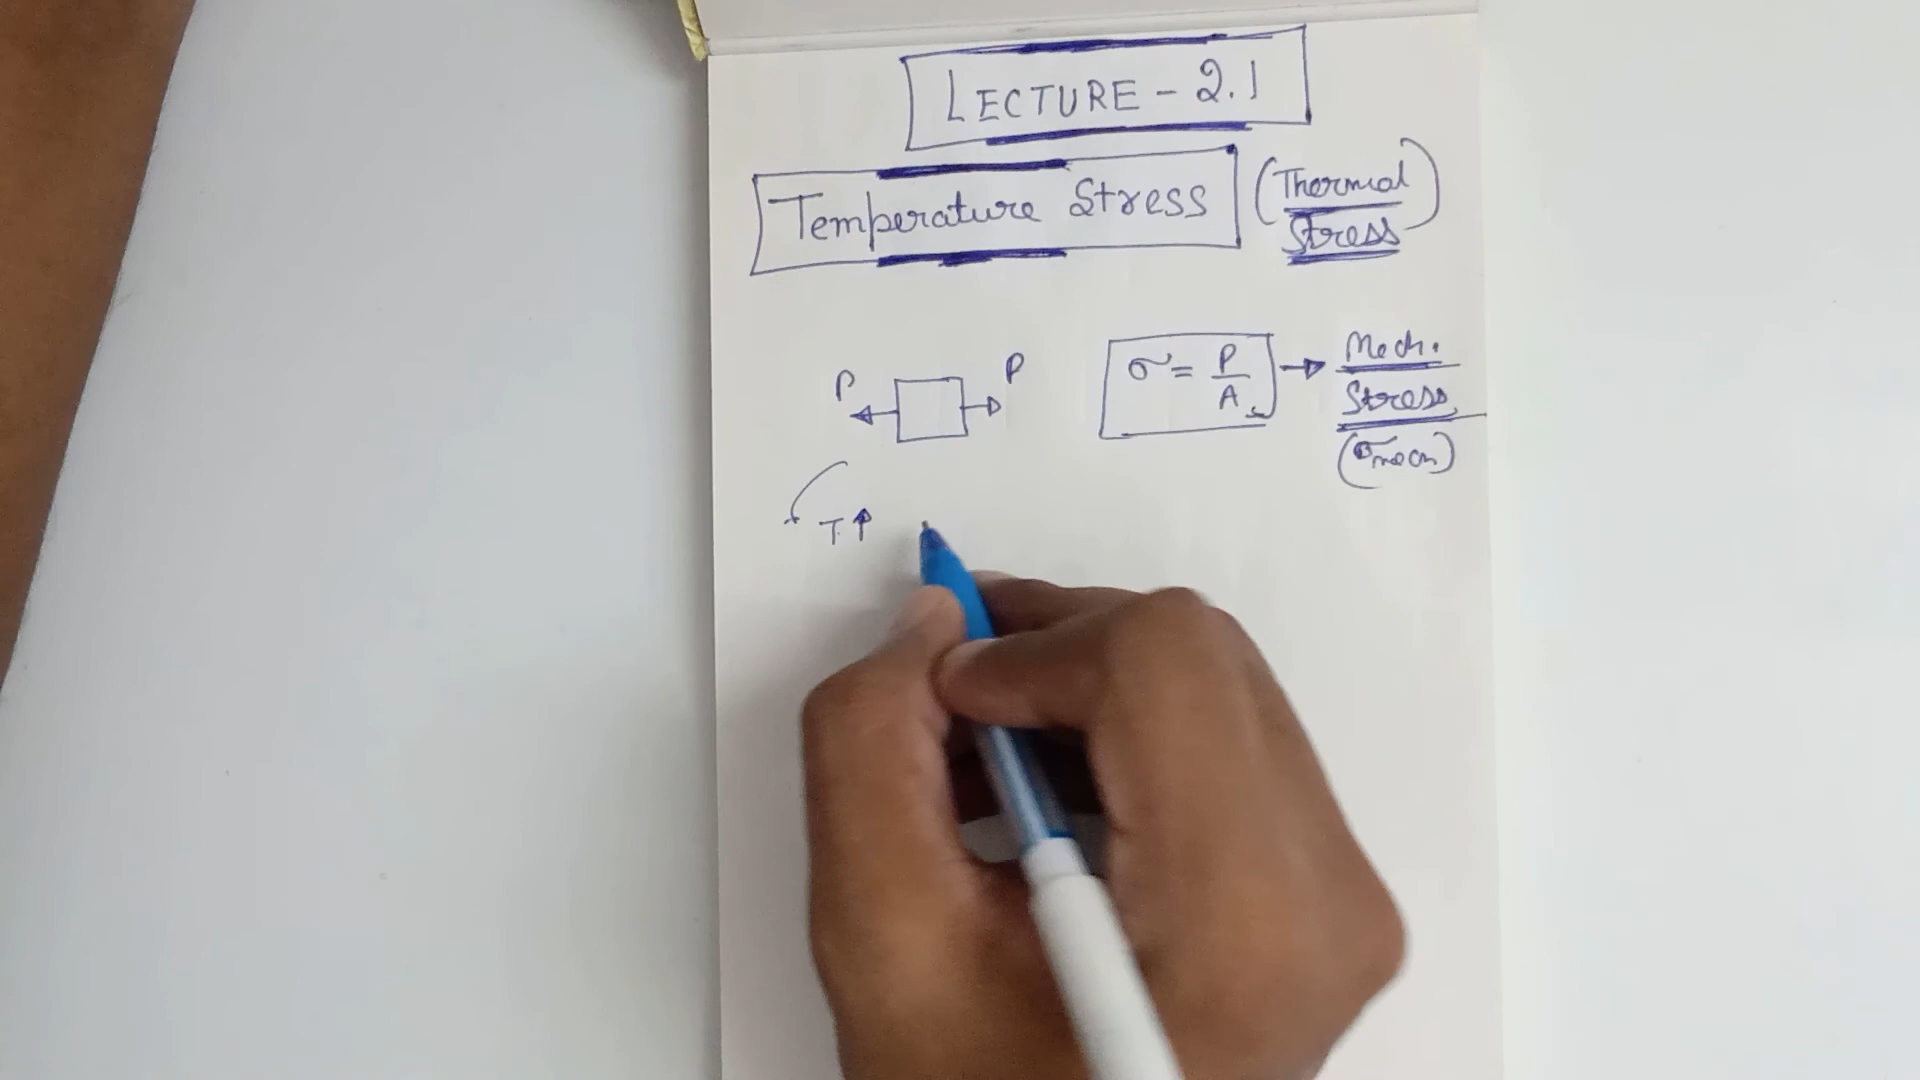 LECTURE - 2.1
Temperature Stress (Thermal Stress)
P P
σ = P/A → Mech. Stress
(σmech)
T↑